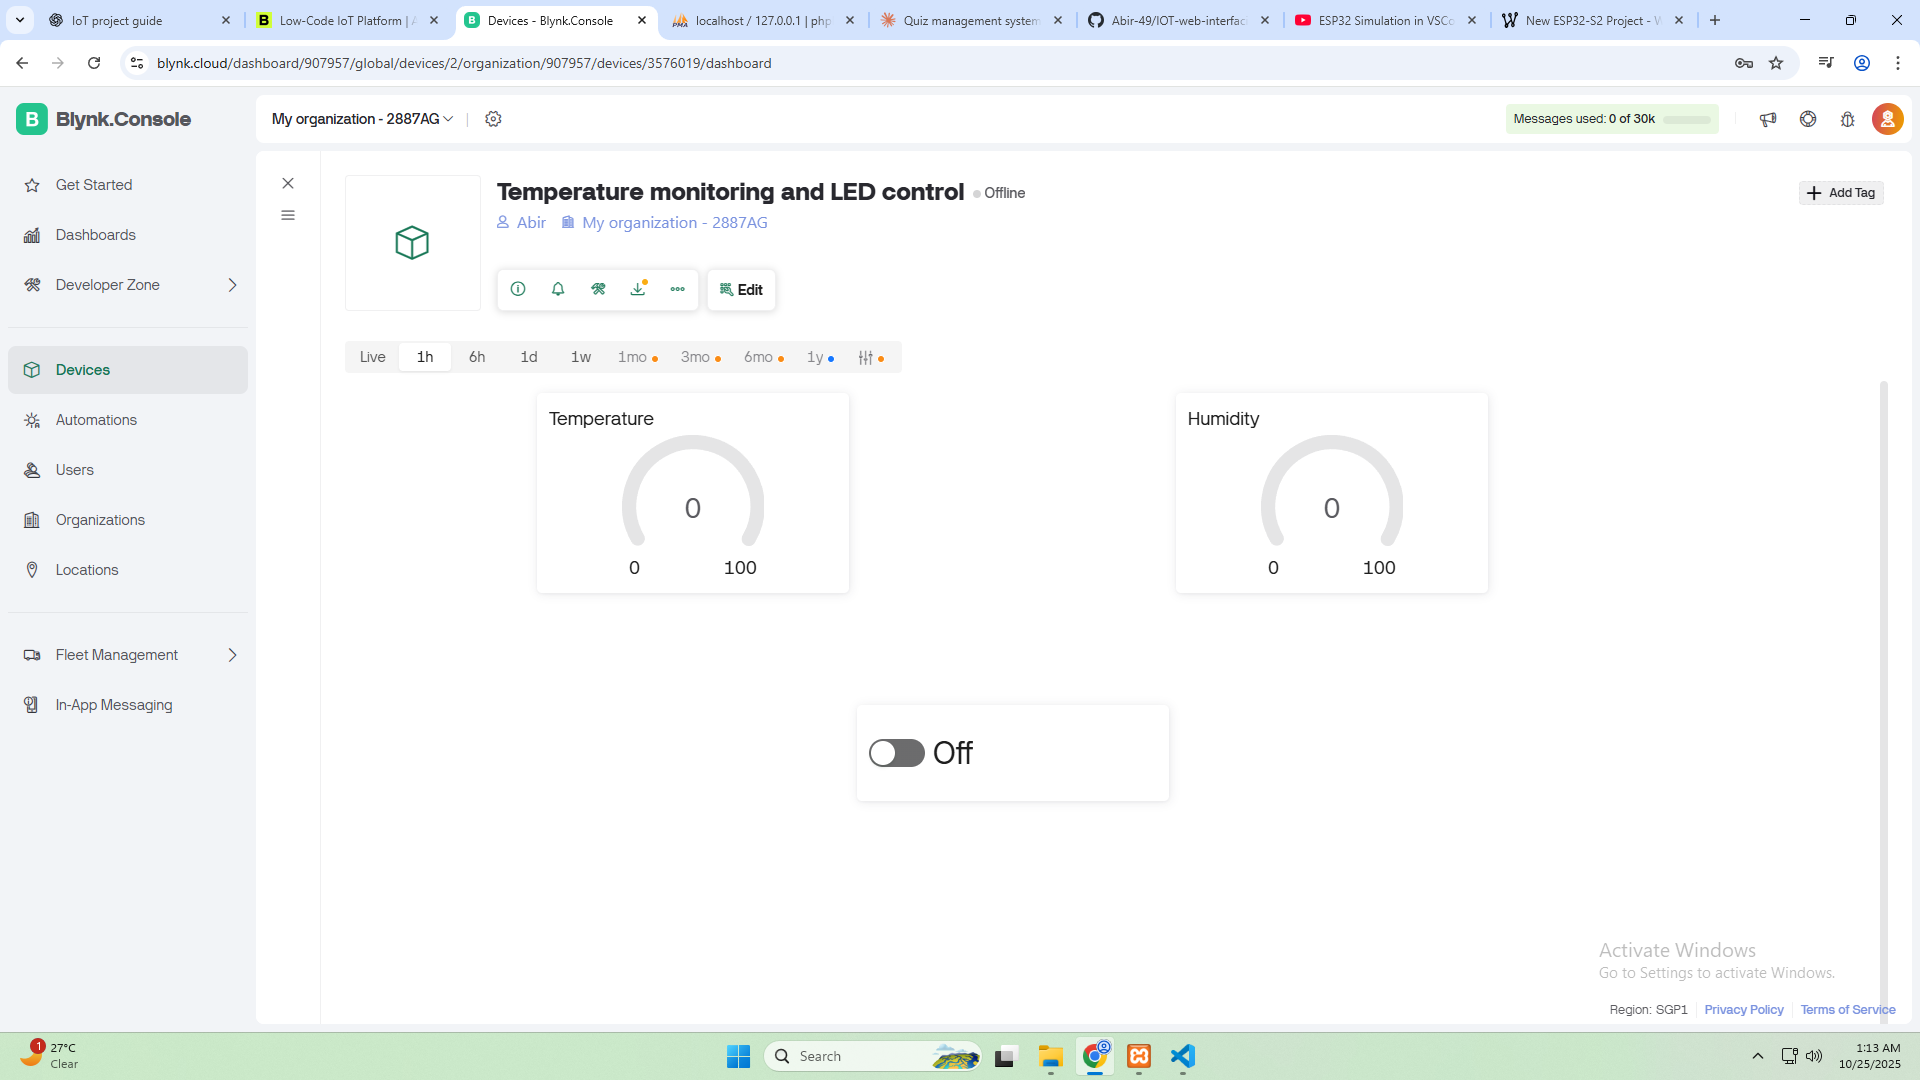 IoT project guide
Low-Code IoT Platform |
Devices - Blynk.Console
localhost / 127.0.0.1 | php
Quiz management system
Abir-49/IOT-web-interfac
ESP32 Simulation in VSCo
New ESP32-S2 Project - W
blynk.cloud/dashboard/907957/global/devices/2/organization/907957/devices/3576019/dashboard
B Blynk.Console
My organization - 2887AG
Messages used: 0 of 30k
Get Started
Dashboards
Developer Zone
Devices
Automations
Users
Organizations
Locations
Fleet Management
In-App Messaging
Temperature monitoring and LED control Offline
Add Tag
Abir My organization - 2887AG
Edit
Live 1h 6h 1d 1w 1mo 3mo 6mo 1y
Temperature
0
0 100
Humidity
0
0 100
Off
Activate Windows
Go to Settings to activate Windows.
Region: SGP1 Privacy Policy Terms of Service
1
27°C
Clear
Search
1:13 AM
10/25/2025